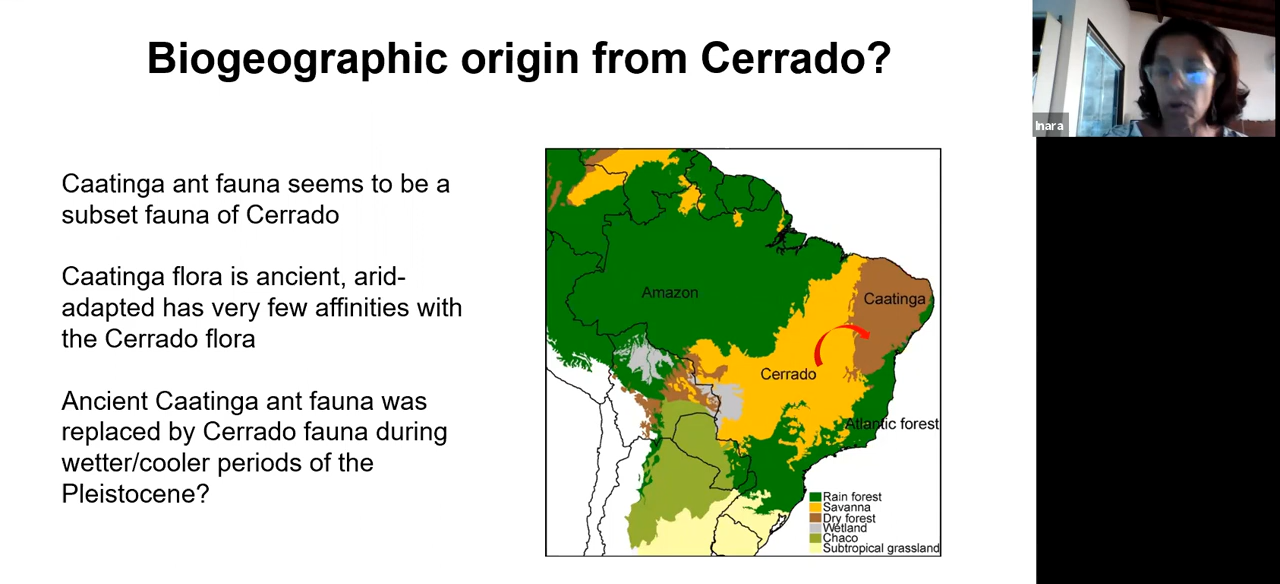 Biogeographic origin from Cerrado?
Inara
Caatinga ant fauna seems to be a
subset fauna of Cerrado
Caatinga flora is ancient, arid-
adapted has very few affinities with
the Cerrado flora
Ancient Caatinga ant fauna was
replaced by Cerrado fauna during
wetter/cooler periods of the
Pleistocene?
Amazon
Caatinga
Cerrado
Atlantic forest
Rain forest
Savanna
Dry forest
Wetland
Chaco
Subtropical grassland